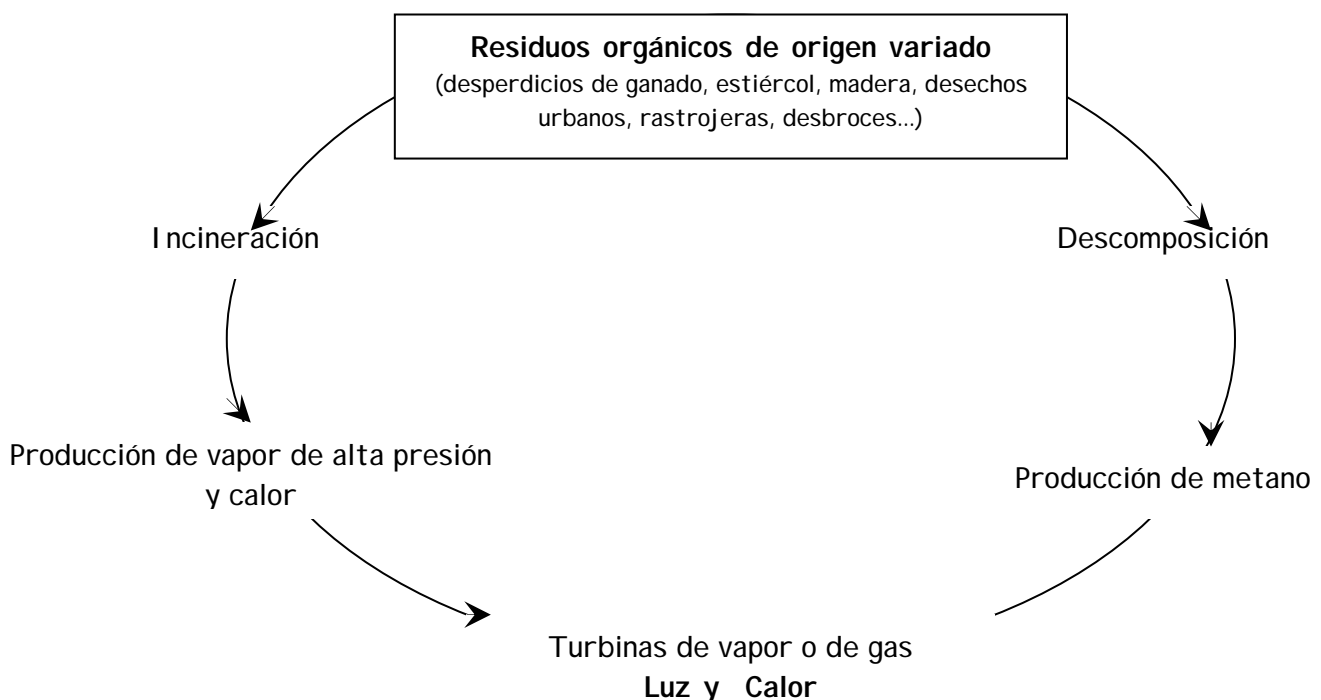 Residuos orgánicos de origen variado
(desperdicios de ganado, estiércol, madera, desechos
urbanos, rastrojeras, desbroces...)
Incineración
Descomposición
Producción de vapor de alta presión
y calor
Producción de metano
Turbinas de vapor o de gas
Luz y Calor